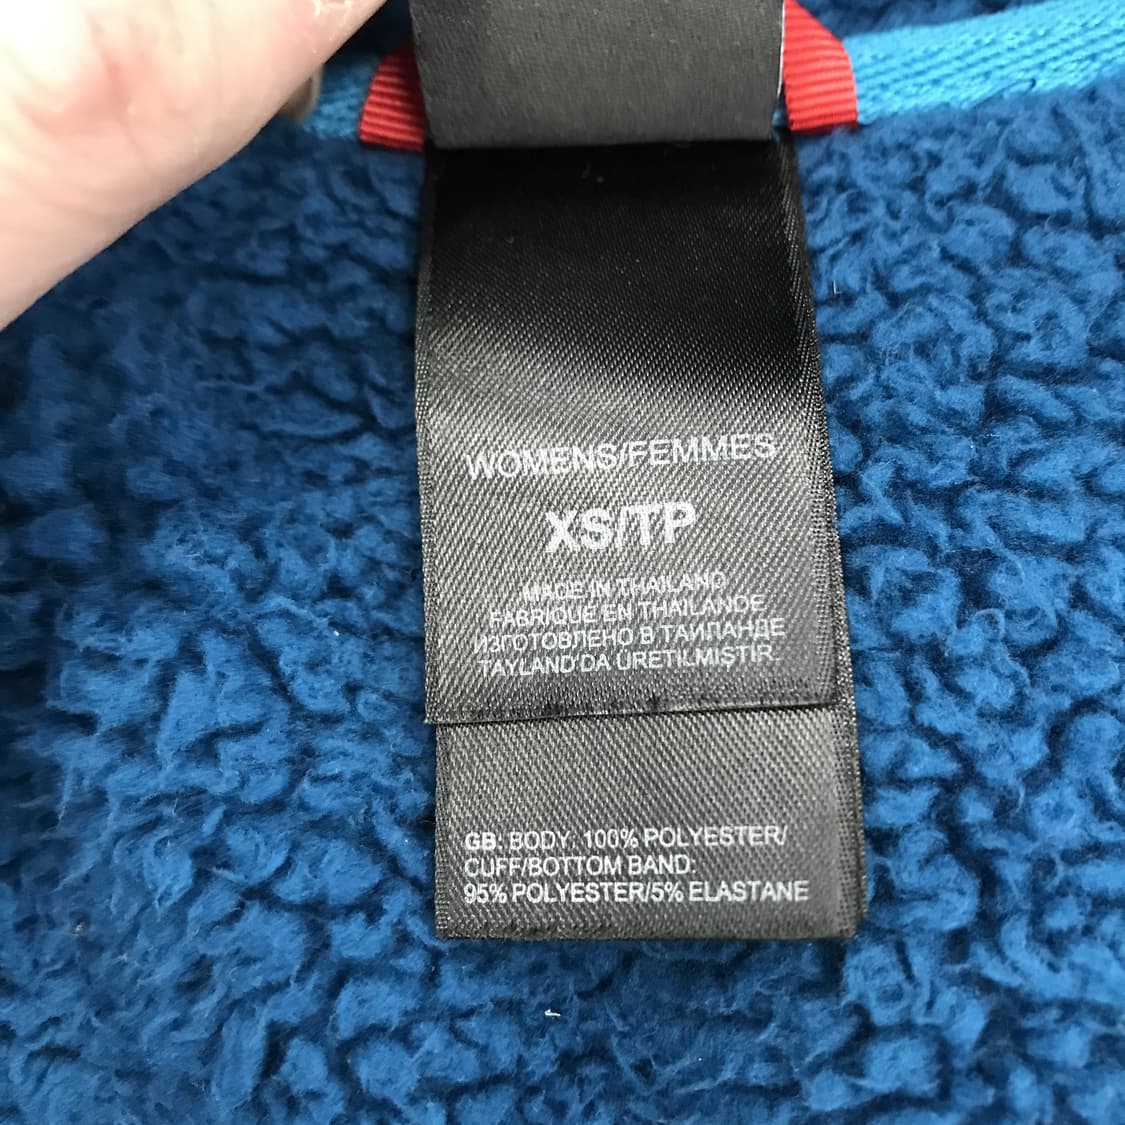 WOMENS/FEMMES
XS/TP
MADE IN THAILAND
FABRIQUE EN THAILANDE
ИЗГОТОВЛЕНО В ТАИЛАНДЕ
TAYLAND'DA ÜRETILMIŞTIR.
GB: BODY: 100% POLYESTER/
CUFF/BOTTOM BAND:
95% POLYESTER/5% ELASTANE